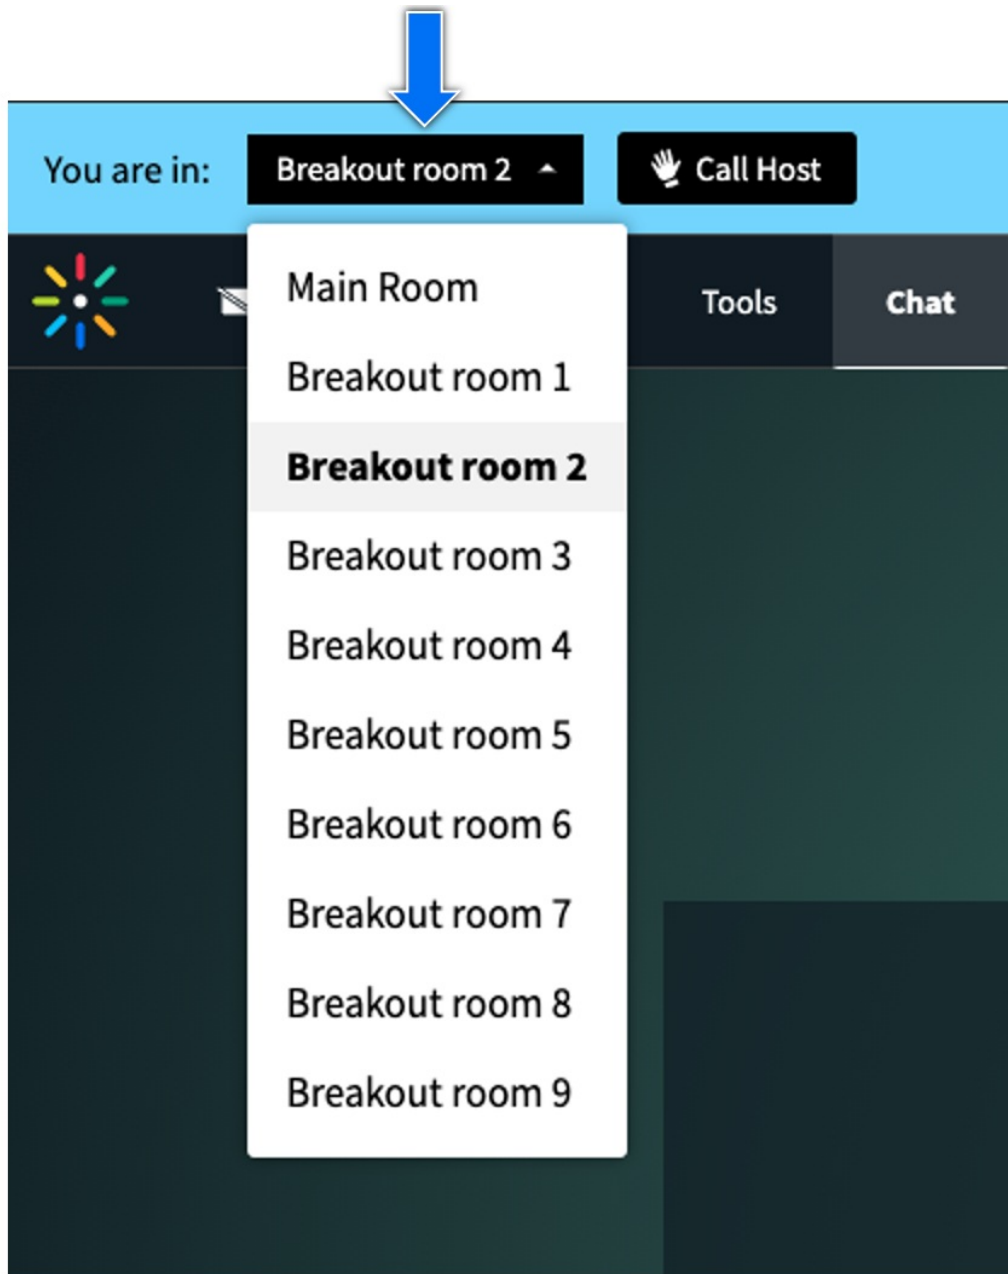 You are in: Breakout room 2 Call Host
Main Room
Tools Chat
Breakout room 1
Breakout room 2
Breakout room 3
Breakout room 4
Breakout room 5
Breakout room 6
Breakout room 7
Breakout room 8
Breakout room 9